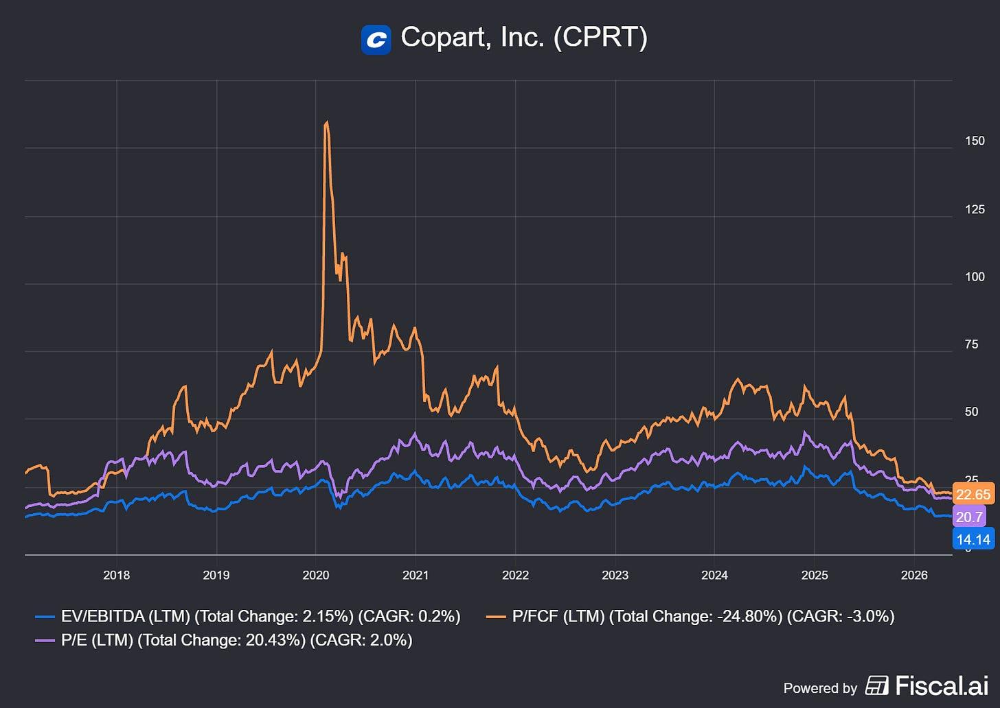 Copart, Inc. (CPRT)
150
125
100
75
50
25
22.65
20.7
14.14
0
2018 2019 2020 2021 2022 2023 2024 2025 2026
EV/EBITDA (LTM) (Total Change: 2.15%) (CAGR: 0.2%) P/FCF (LTM) (Total Change: -24.80%) (CAGR: -3.0%)
P/E (LTM) (Total Change: 20.43%) (CAGR: 2.0%)
Powered by Fiscal.ai